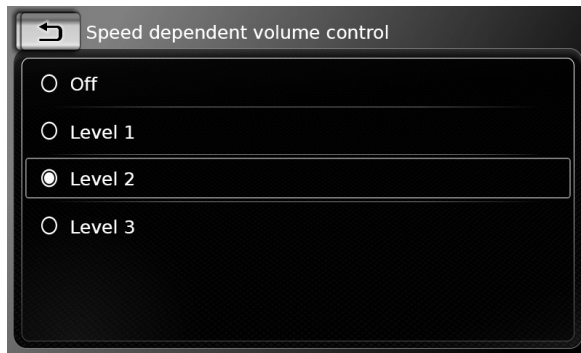 Speed dependent volume control
Off
Level 1
Level 2
Level 3